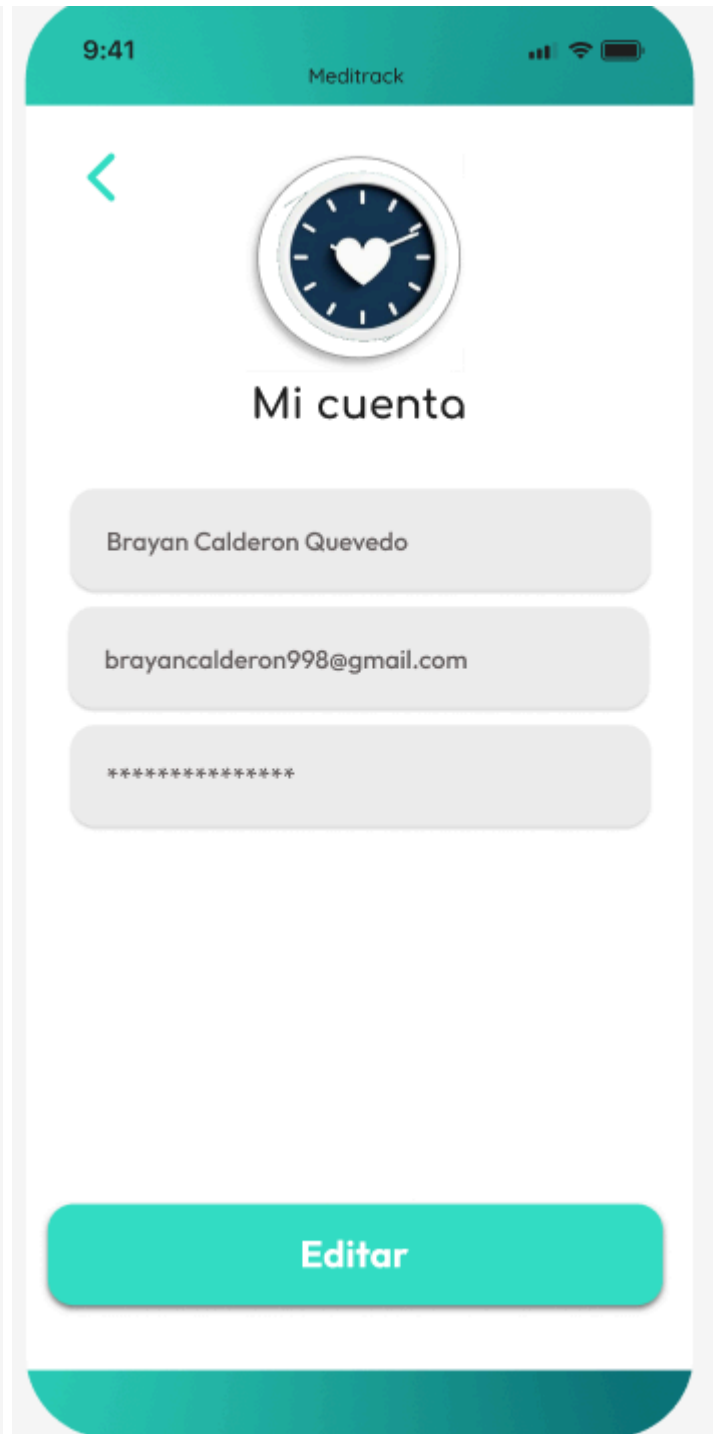 9:41
Meditrack
Mi cuenta
Brayan Calderon Quevedo
brayancalderon998@gmail.com
***************
Editar